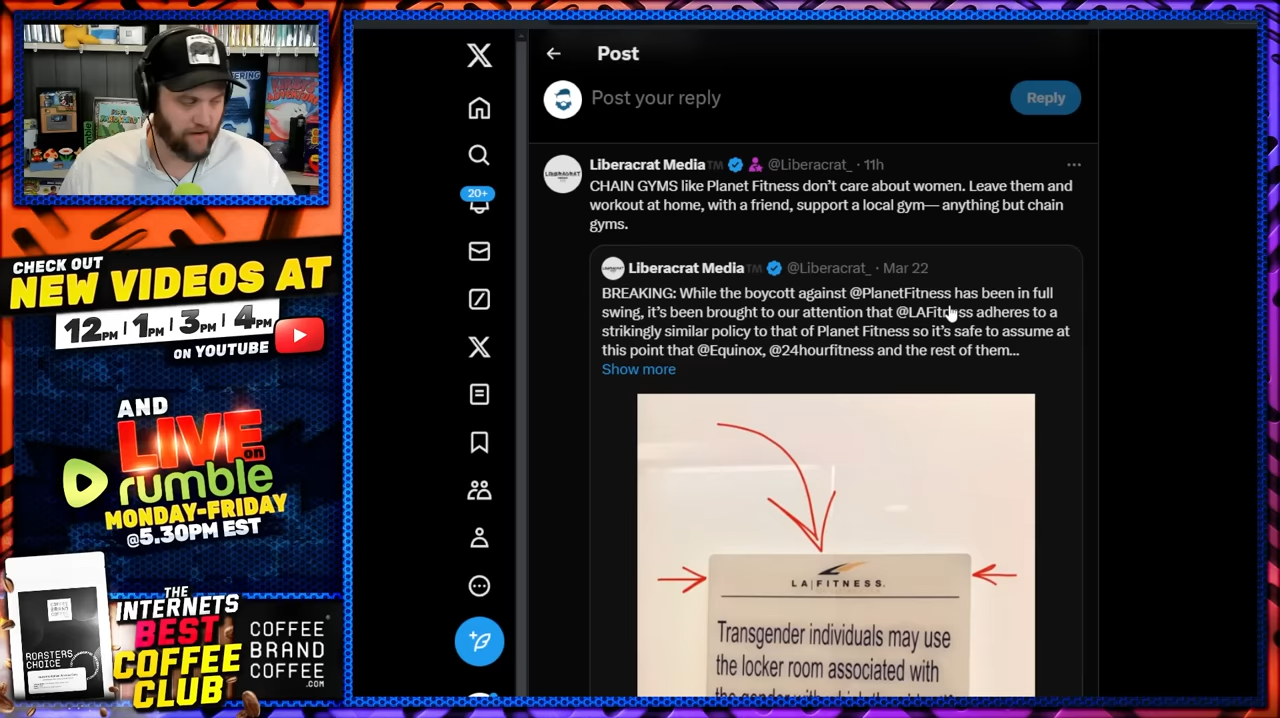 CHECK OUT
NEW VIDEOS AT
12PM | 1PM | 3PM | 4PM
ON YOUTUBE
AND
LIVE on
rumble
MONDAY-FRIDAY
@5.30PM EST
THE
INTERNETS
BEST
COFFEE
CLUB
COFFEE
BRAND
COFFEE
.COM
ROASTERS
CHOICE
Post
Post your reply
Reply
20+
Liberacrat Media™ @Liberacrat_ · 11h
CHAIN GYMS like Planet Fitness don’t care about women. Leave them and
workout at home, with a friend, support a local gym— anything but chain
gyms.
Liberacrat Media™ @Liberacrat_ · Mar 22
BREAKING: While the boycott against @PlanetFitness has been in full
swing, it’s been brought to our attention that @LAFitness adheres to a
strikingly similar policy to that of Planet Fitness so it’s safe to assume at
this point that @Equinox, @24hourfitness and the rest of them...
Show more
LA|FITNESS.
Transgender individuals may use
the locker room associated with